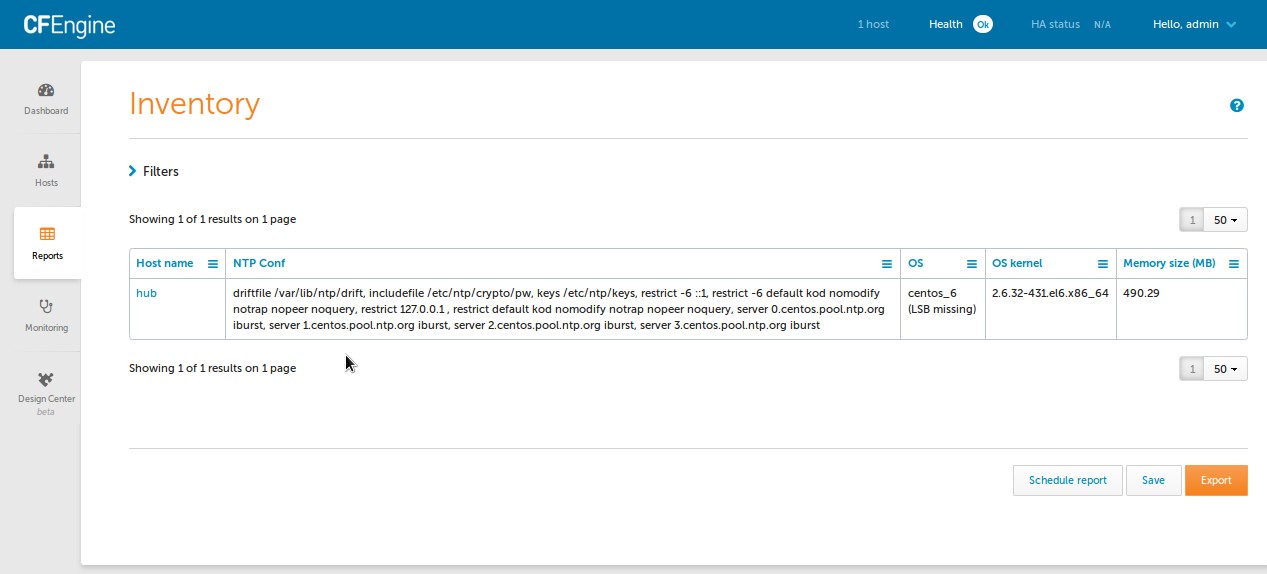 CFEngine
1 host Health Ok HA status N/A Hello, admin
Dashboard
Hosts
Reports
Monitoring
Design Center
beta
Inventory
?
Filters
Showing 1 of 1 results on 1 page
1 50
Host name NTP Conf OS OS kernel Memory size (MB)
hub
driftfile /var/lib/ntp/drift, includefile /etc/ntp/crypto/pw, keys /etc/ntp/keys, restrict -6 ::1, restrict -6 default kod nomodify
notrap nopeer noquery, restrict 127.0.0.1 , restrict default kod nomodify notrap nopeer noquery, server 0.centos.pool.ntp.org
iburst, server 1.centos.pool.ntp.org iburst, server 2.centos.pool.ntp.org iburst, server 3.centos.pool.ntp.org iburst
centos_6
(LSB missing)
2.6.32-431.el6.x86_64
490.29
Showing 1 of 1 results on 1 page
1 50
Schedule report Save Export